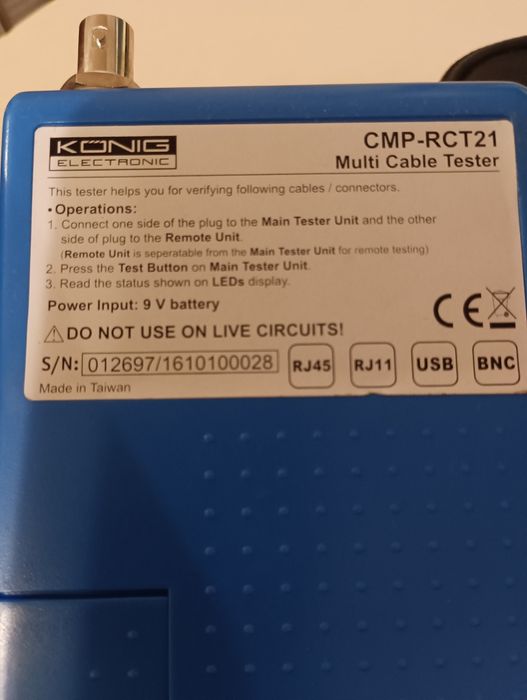 KÖNIG
ELECTRONIC
CMP-RCT21
Multi Cable Tester
This tester helps you for verifying following cables / connectors.
• Operations:
1. Connect one side of the plug to the Main Tester Unit and the other
side of plug to the Remote Unit.
(Remote Unit is seperatable from the Main Tester Unit for remote testing)
2. Press the Test Button on Main Tester Unit.
3. Read the status shown on LEDs display.
Power Input: 9 V battery
CE
DO NOT USE ON LIVE CIRCUITS!
S/N: 012697/1610100028
RJ45 RJ11 USB BNC
Made in Taiwan